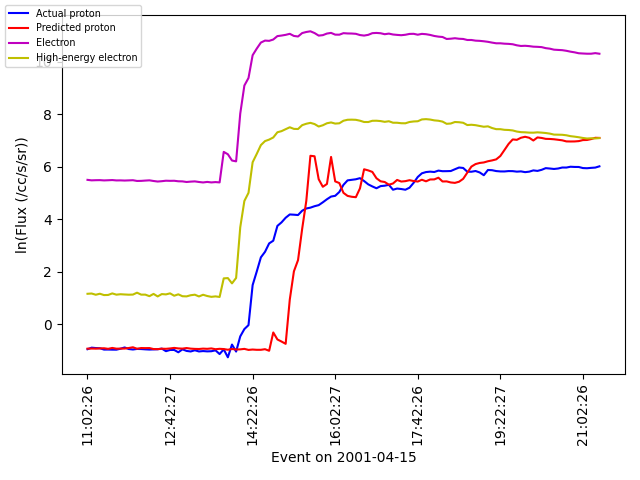 Actual proton
Predicted proton
Electron
High-energy electron
10
8
6
4
2
0
ln(Flux (/cc/s/sr))
11:02:26
12:42:27
14:22:26
16:02:27
17:42:26
19:22:27
21:02:26
Event on 2001-04-15